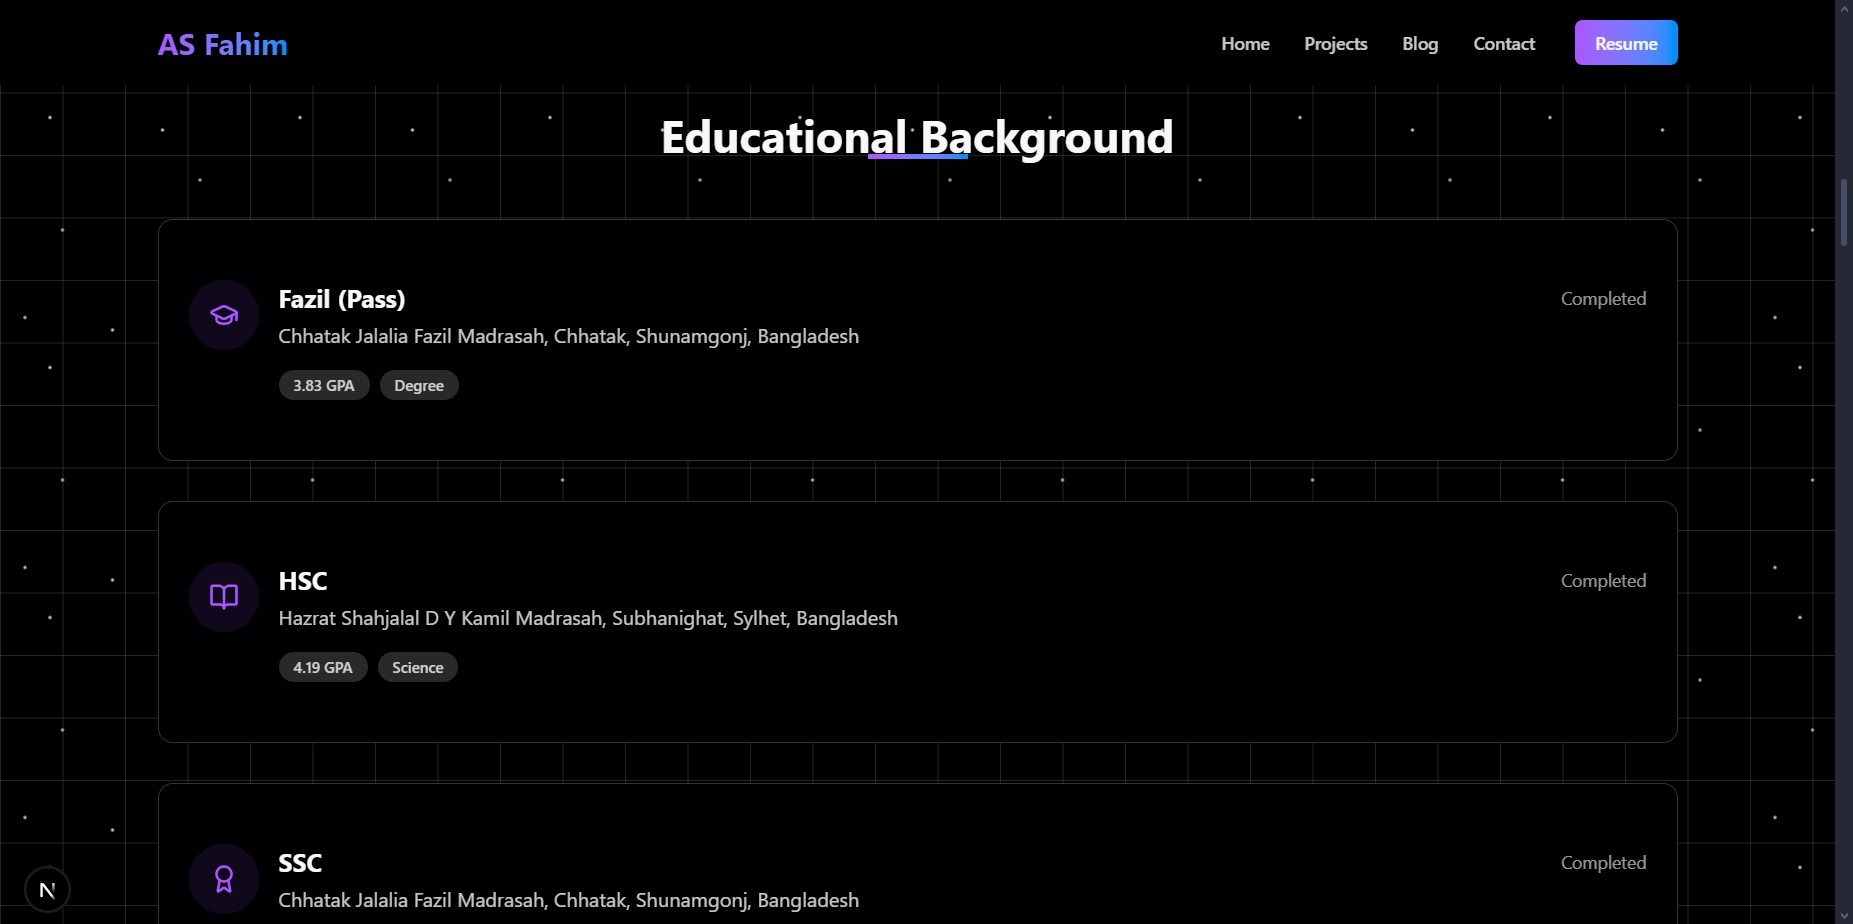 AS Fahim
Home Projects Blog Contact Resume
Educational Background
Fazil (Pass) Completed
Chhatak Jalalia Fazil Madrasah, Chhatak, Shunamgonj, Bangladesh
3.83 GPA Degree
HSC Completed
Hazrat Shahjalal D Y Kamil Madrasah, Subhanighat, Sylhet, Bangladesh
4.19 GPA Science
SSC Completed
Chhatak Jalalia Fazil Madrasah, Chhatak, Shunamgonj, Bangladesh
N